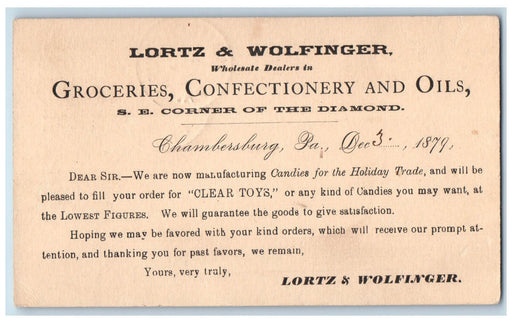 LORTZ & WOLFINGER,
Wholesale Dealers in
GROCERIES, CONFECTIONERY AND OILS,
S. E. CORNER OF THE DIAMOND.
Chambersburg, Pa., Dec 3, 1879,
DEAR SIR.—We are now manufacturing Candies for the Holiday Trade, and will be
pleased to fill your order for "CLEAR TOYS," or any kind of Candies you may want, at
the LOWEST FIGURES. We will guarantee the goods to give satisfaction.
Hoping we may be favored with your kind orders, which will receive our prompt at-
tention, and thanking you for past favors, we remain,
Yours, very truly,
LORTZ & WOLFINGER.